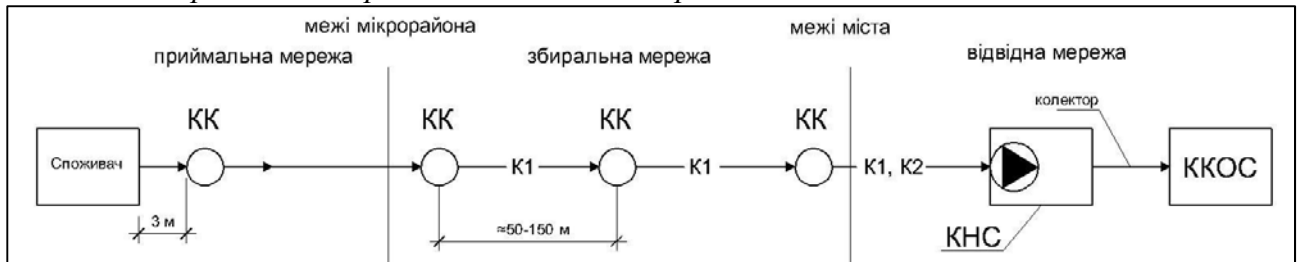 межі мікрорайона
межі міста
приймальна мережа
збиральна мережа
відвідна мережа
колектор
КК
КК
КК
КК
Споживач
К1
К1
К1, К2
ККОС
3 м
≈50-150 м
КНС